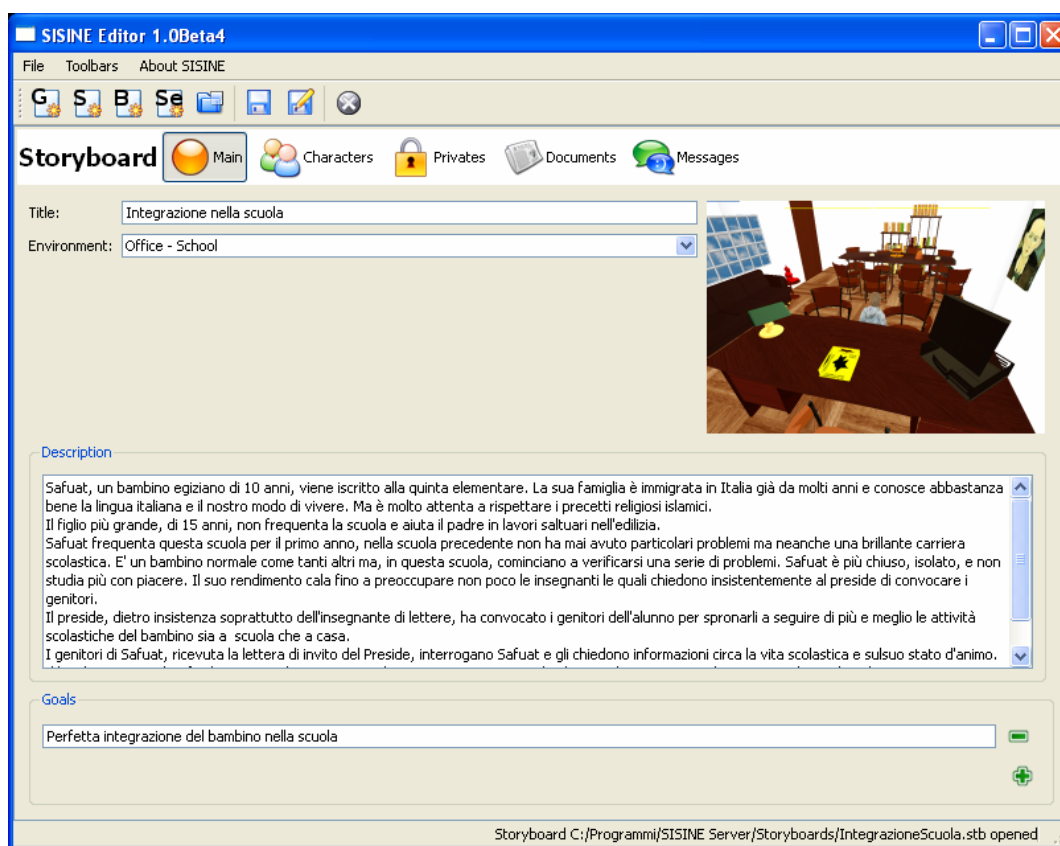 SISINE Editor 1.0Beta4
File Toolbars About SISINE
G S B Se
Storyboard Main Characters Privates Documents Messages
Title: Integrazione nella scuola
Environment: Office - School
Description
Safuat, un bambino egiziano di 10 anni, viene iscritto alla quinta elementare. La sua famiglia è immigrata in Italia già da molti anni e conosce abbastanza
bene la lingua italiana e il nostro modo di vivere. Ma è molto attenta a rispettare i precetti religiosi islamici.
Il figlio più grande, di 15 anni, non frequenta la scuola e aiuta il padre in lavori saltuari nell'edilizia.
Safuat frequenta questa scuola per il primo anno, nella scuola precedente non ha mai avuto particolari problemi ma neanche una brillante carriera
scolastica. E' un bambino normale come tanti altri ma, in questa scuola, cominciano a verificarsi una serie di problemi. Safuat è più chiuso, isolato, e non
studia più con piacere. Il suo rendimento cala fino a preoccupare non poco le insegnanti le quali chiedono insistentemente al preside di convocare i
genitori.
Il preside, dietro insistenza soprattutto dell'insegnante di lettere, ha convocato i genitori dell'alunno per spronarli a seguire di più e meglio le attività
scolastiche del bambino sia a scuola che a casa.
I genitori di Safuat, ricevuta la lettera di invito del Preside, interrogano Safuat e gli chiedono informazioni circa la vita scolastica e sulsuo stato d'animo.
Goals
Perfetta integrazione del bambino nella scuola
Storyboard C:/Programmi/SISINE Server/Storyboards/IntegrazioneScuola.stb opened